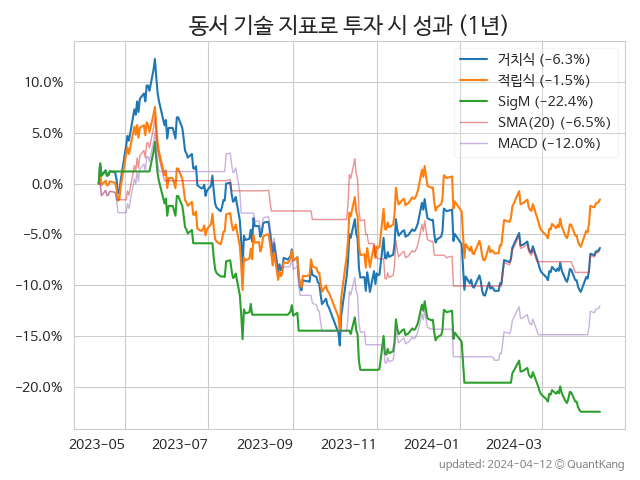 동서 기술 지표로 투자 시 성과 (1년)
거치식 (−6.3%)
적립식 (−1.5%)
SigM (−22.4%)
SMA(20) (−6.5%)
MACD (−12.0%)
10.0%
5.0%
0.0%
−5.0%
−10.0%
−15.0%
−20.0%
2023-05
2023-07
2023-09
2023-11
2024-01
2024-03
updated: 2024-04-12 © QuantKang